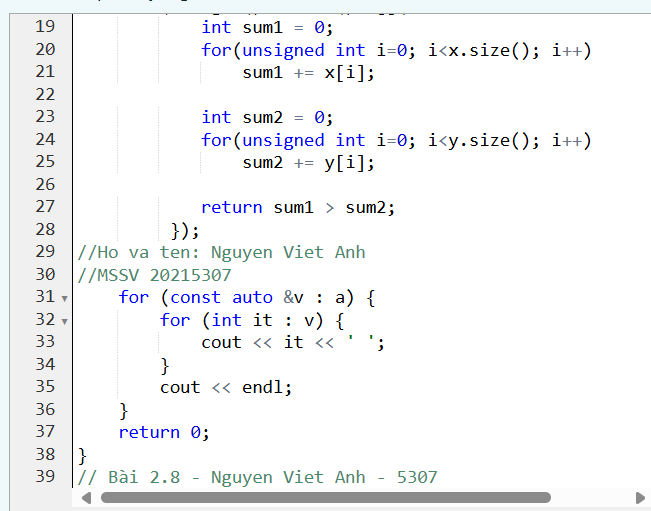 19 int sum1 = 0;
20 for(unsigned int i=0; i<x.size(); i++)
21 sum1 += x[i];
22
23 int sum2 = 0;
24 for(unsigned int i=0; i<y.size(); i++)
25 sum2 += y[i];
26
27 return sum1 > sum2;
28 });
29 //Ho va ten: Nguyen Viet Anh
30 //MSSV 20215307
31 for (const auto &v : a) {
32 for (int it : v) {
33 cout << it << ' ';
34 }
35 cout << endl;
36 }
37 return 0;
38 }
39 // Bài 2.8 - Nguyen Viet Anh - 5307